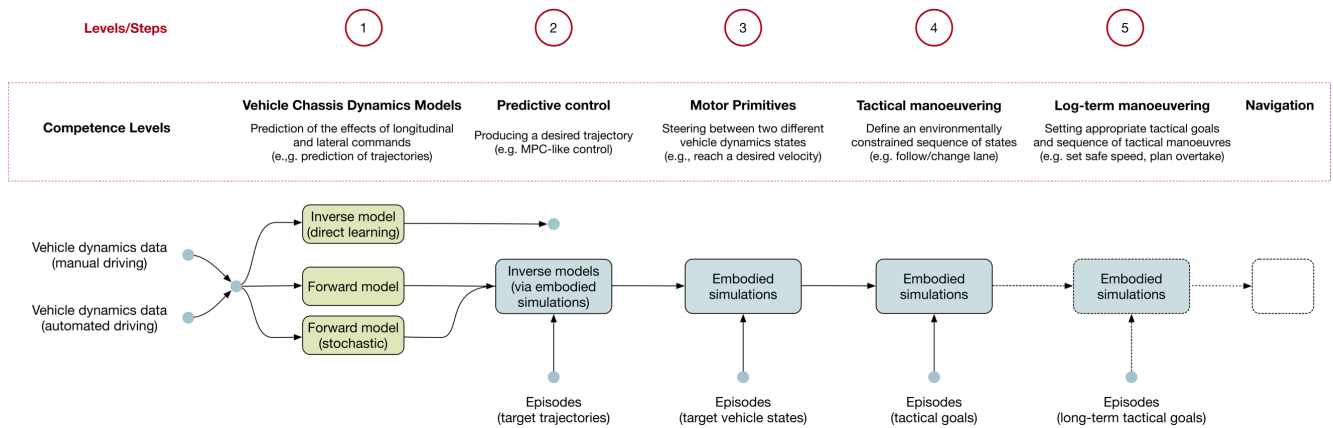 Levels/Steps
1
2
3
4
5
Competence Levels
Vehicle Chassis Dynamics Models
Prediction of the effects of longitudinal
and lateral commands
(e.,g. prediction of trajectories)
Predictive control
Producing a desired trajectory
(e.g. MPC-like control)
Motor Primitives
Steering between two different
vehicle dynamics states
(e.g., reach a desired velocity)
Tactical manoeuvering
Define an environmentally
constrained sequence of states
(e.g. follow/change lane)
Log-term manoeuvering
Setting appropriate tactical goals
and sequence of tactical manoeuvres
(e.g. set safe speed, plan overtake)
Navigation
Vehicle dynamics data
(manual driving)
Vehicle dynamics data
(automated driving)
Inverse model
(direct learning)
Forward model
Forward model
(stochastic)
Inverse models
(via embodied
simulations)
Embodied
simulations
Embodied
simulations
Embodied
simulations
Episodes
(target trajectories)
Episodes
(target vehicle states)
Episodes
(tactical goals)
Episodes
(long-term tactical goals)